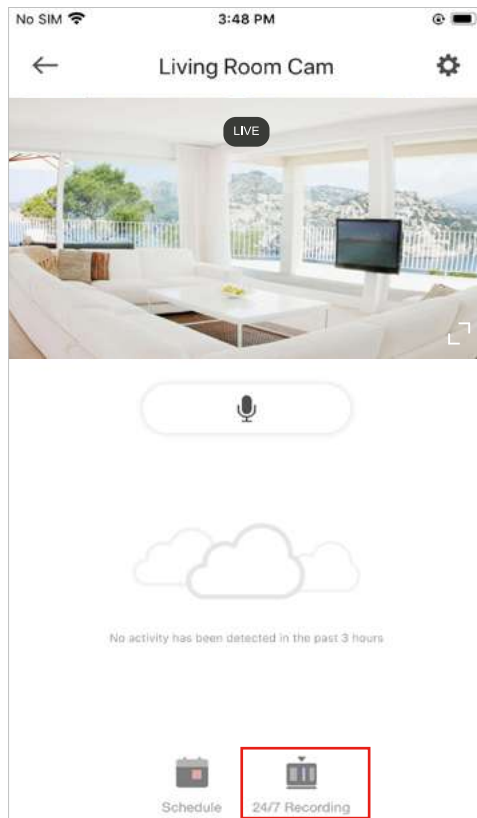 No SIM 3:48 PM
Living Room Cam
LIVE
No activity has been detected in the past 3 hours
Schedule 24/7 Recording